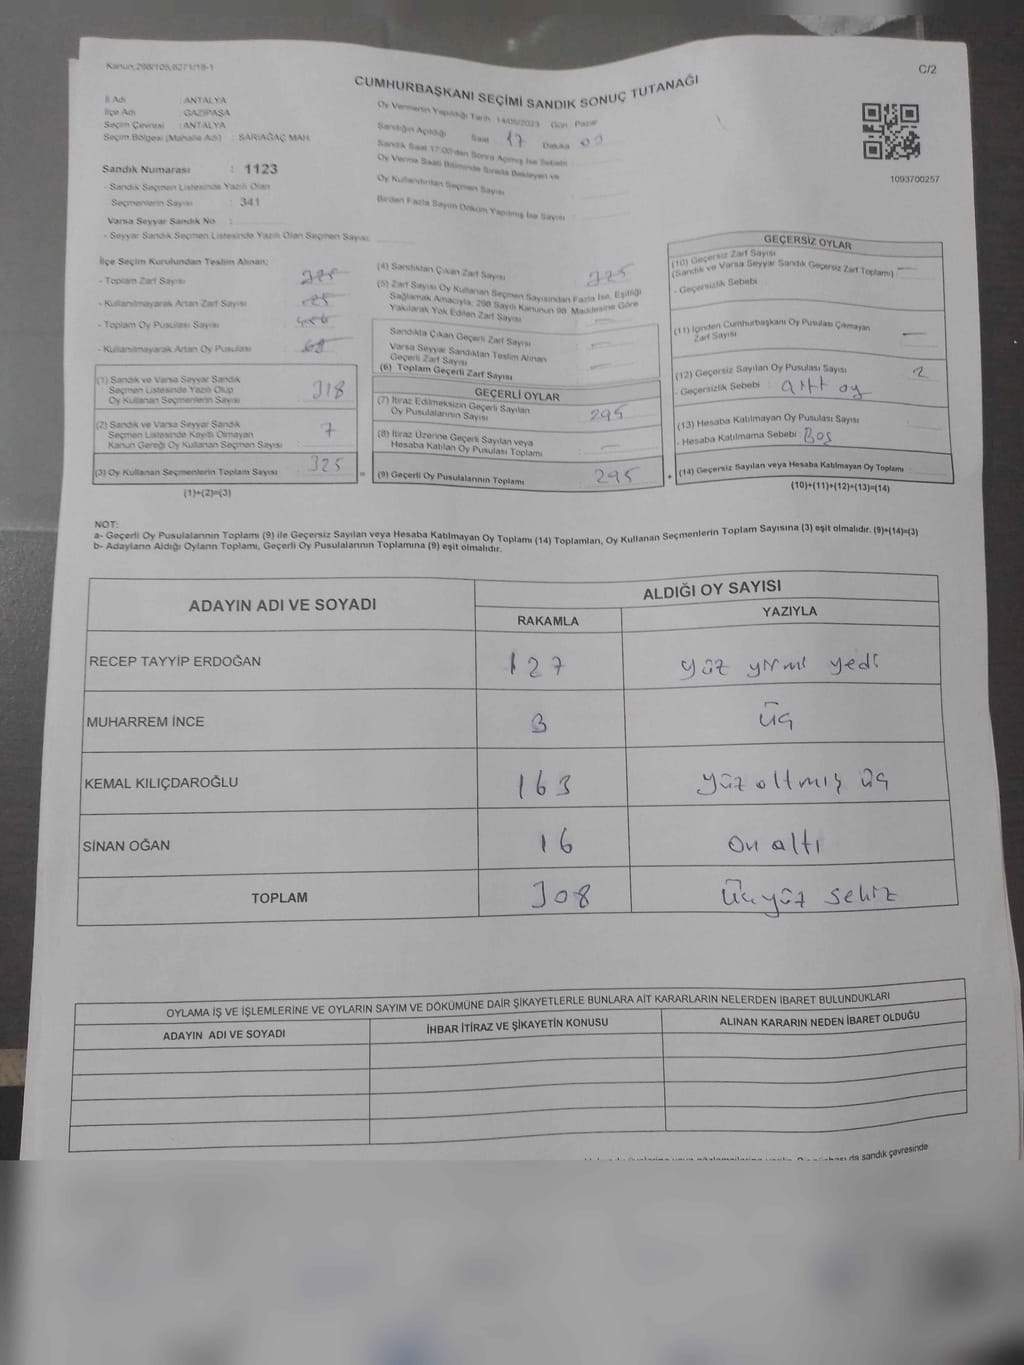 Kanun,298/105,6271/18-1
C/2
CUMHURBAŞKANI SEÇİMİ SANDIK SONUÇ TUTANAĞI
İl Adı : ANTALYA
İlçe Adı : GAZİPAŞA
Seçim Çevresi : ANTALYA
Seçim Bölgesi (Mahalle Adı) : SARIAĞAÇ MAH.
Sandık Numarası : 1123
- Sandık Seçmen Listesinde Yazılı Olan
Seçmenlerin Sayısı : 341
Varsa Seyyar Sandık No :
- Seyyar Sandık Seçmen Listesinde Yazılı Olan Seçmen Sayısı:
Oy Vermenin Yapıldığı Tarih : 14/05/2023 Gün : Pazar
Sandığın Açıldığı Saat : 17 Dakika : 00
Sandık Saat 17:00'den Sonra Açılmış İse Sebebi :
Oy Verme Saati Bitiminde Sırada Bekleyen ve
Oy Kullandırılan Seçmen Sayısı :
Birden Fazla Sayım Döküm Yapılmış İse Sayısı :
1093700257
İlçe Seçim Kurulundan Teslim Alınan;
- Toplam Zarf Sayısı :
- Kullanılmayarak Artan Zarf Sayısı :
- Toplam Oy Pusulası Sayısı :
- Kullanılmayarak Artan Oy Pusulası :
(1) Sandık ve Varsa Seyyar Sandık
Seçmen Listesinde Yazılı Olup
Oy Kullanan Seçmenlerin Sayısı : 318
(2) Sandık ve Varsa Seyyar Sandık
Seçmen Listesinde Kayıtlı Olmayan
Kanun Gereği Oy Kullanan Seçmen Sayısı : 7
(3) Oy Kullanan Seçmenlerin Toplam Sayısı : 325
(1)+(2)=(3)
(4) Sandıktan Çıkan Zarf Sayısı : 325
(5) Zarf Sayısı Oy Kullanan Seçmen Sayısından Fazla İse, Eşitliği
Sağlamak Amacıyla, 298 Sayılı Kanunun 98. Maddesine Göre
Yakılarak Yok Edilen Zarf Sayısı : —
Sandıkta Çıkan Geçerli Zarf Sayısı : —
Varsa Seyyar Sandıktan Teslim Alınan
Geçerli Zarf Sayısı : —
(6) Toplam Geçerli Zarf Sayısı :
GEÇERLİ OYLAR
(7) İtiraz Edilmeksizin Geçerli Sayılan
Oy Pusulalarının Sayısı : 295
(8) İtiraz Üzerine Geçerli Sayılan veya
Hesaba Katılan Oy Pusulası Toplamı : —
= (9) Geçerli Oy Pusulalarının Toplamı : 295
GEÇERSİZ OYLAR
(10) Geçersiz Zarf Sayısı : —
(Sandık ve Varsa Seyyar Sandık Geçersiz Zarf Toplamı)
- Geçersizlik Sebebi :
(11) İçinden Cumhurbaşkanı Oy Pusulası Çıkmayan
Zarf Sayısı : —
(12) Geçersiz Sayılan Oy Pusulası Sayısı : 2
- Geçersizlik Sebebi : oy
(13) Hesaba Katılmayan Oy Pusulası Sayısı :
- Hesaba Katılmama Sebebi : Boş
+ (14) Geçersiz Sayılan veya Hesaba Katılmayan Oy Toplamı :
(10)+(11)+(12)+(13)=(14)
NOT:
a- Geçerli Oy Pusulalarının Toplamı (9) ile Geçersiz Sayılan veya Hesaba Katılmayan Oy Toplamı (14) Toplamları, Oy Kullanan Seçmenlerin Toplam Sayısına (3) eşit olmalıdır. (9)+(14)=(3)
b- Adayların Aldığı Oyların Toplamı, Geçerli Oy Pusulalarının Toplamına (9) eşit olmalıdır.
ADAYIN ADI VE SOYADI
ALDIĞI OY SAYISI
RAKAMLA YAZIYLA
RECEP TAYYİP ERDOĞAN 127 yüz yirmi yedi
MUHARREM İNCE 3 üç
KEMAL KILIÇDAROĞLU 163 yüz altmış üç
SİNAN OĞAN 16 On altı
TOPLAM 308 Üçyüz sekiz
OYLAMA İŞ VE İŞLEMLERİNE VE OYLARIN SAYIM VE DÖKÜMÜNE DAİR ŞİKAYETLERLE BUNLARA AİT KARARLARIN NELERDEN İBARET BULUNDUKLARI
ADAYIN ADI VE SOYADI
İHBAR İTİRAZ VE ŞİKAYETİN KONUSU
ALINAN KARARIN NEDEN İBARET OLDUĞU
da sandık çevresinde